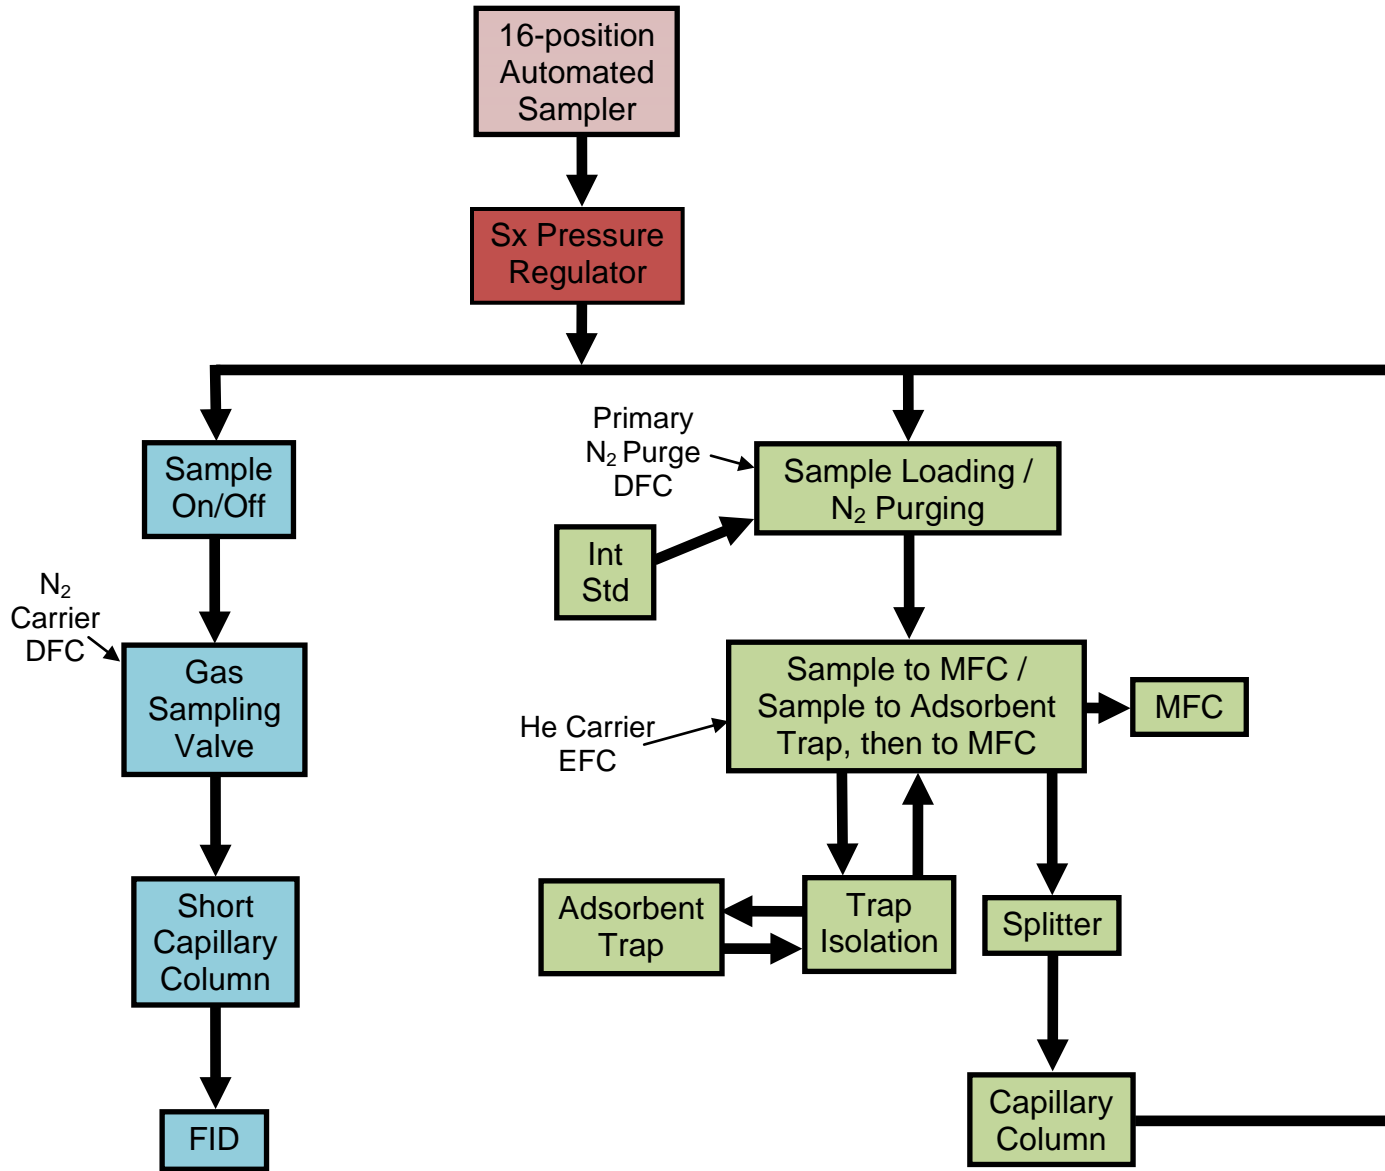 16-position
Automated
Sampler
Sx Pressure
Regulator
Sample
On/Off
Primary
N₂ Purge
DFC
Sample Loading /
N₂ Purging
Int
Std
N₂
Carrier
DFC
Gas
Sampling
Valve
He Carrier
EFC
Sample to MFC /
Sample to Adsorbent
Trap, then to MFC
MFC
Short
Capillary
Column
Adsorbent
Trap
Trap
Isolation
Splitter
FID
Capillary
Column